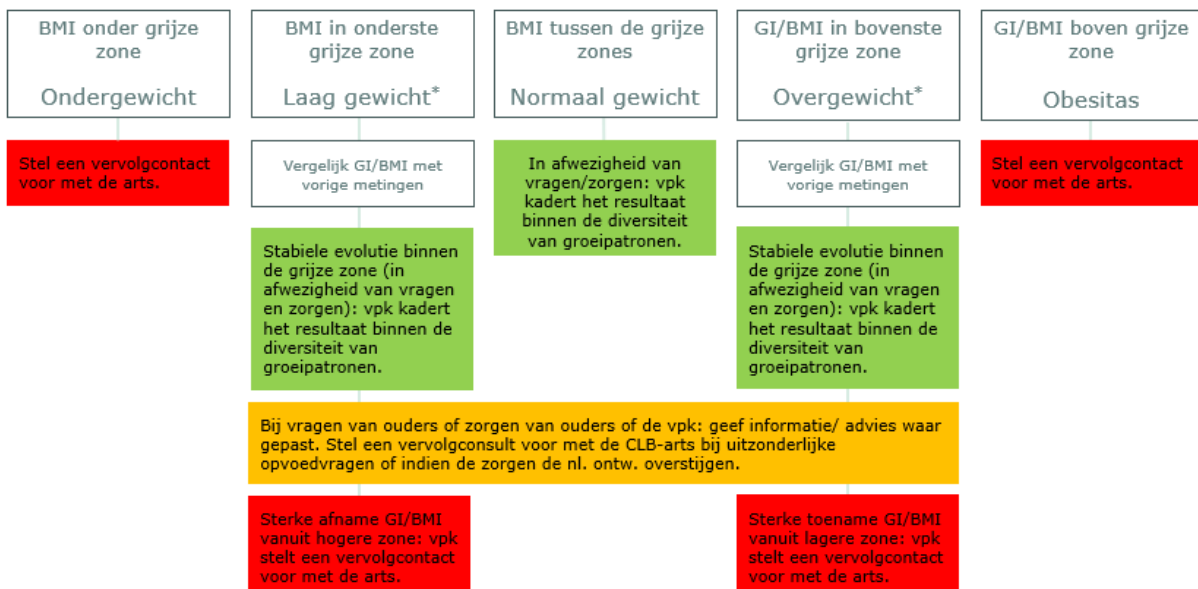 BMI onder grijze
zone
Ondergewicht
BMI in onderste
grijze zone
Laag gewicht*
BMI tussen de grijze
zones
Normaal gewicht
GI/BMI in bovenste
grijze zone
Overgewicht*
GI/BMI boven grijze
zone
Obesitas
Stel een vervolgcontact
voor met de arts.
Vergelijk GI/BMI met
vorige metingen
In afwezigheid van
vragen/zorgen: vpk
kadert het resultaat
binnen de diversiteit
van groeipatronen.
Vergelijk GI/BMI met
vorige metingen
Stel een vervolgcontact
voor met de arts.
Stabiele evolutie binnen
de grijze zone (in
afwezigheid van vragen
en zorgen): vpk kadert
het resultaat binnen de
diversiteit van
groeipatronen.
Stabiele evolutie binnen
de grijze zone (in
afwezigheid van vragen
en zorgen): vpk kadert
het resultaat binnen de
diversiteit van
groeipatronen.
Bij vragen van ouders of zorgen van ouders of de vpk: geef informatie/ advies waar
gepast. Stel een vervolgconsult voor met de CLB-arts bij uitzonderlijke
opvoedvragen of indien de zorgen de nl. ontw. overstijgen.
Sterke afname GI/BMI
vanuit hogere zone: vpk
stelt een vervolgcontact
voor met de arts.
Sterke toename GI/BMI
vanuit lagere zone: vpk
stelt een vervolgcontact
voor met de arts.